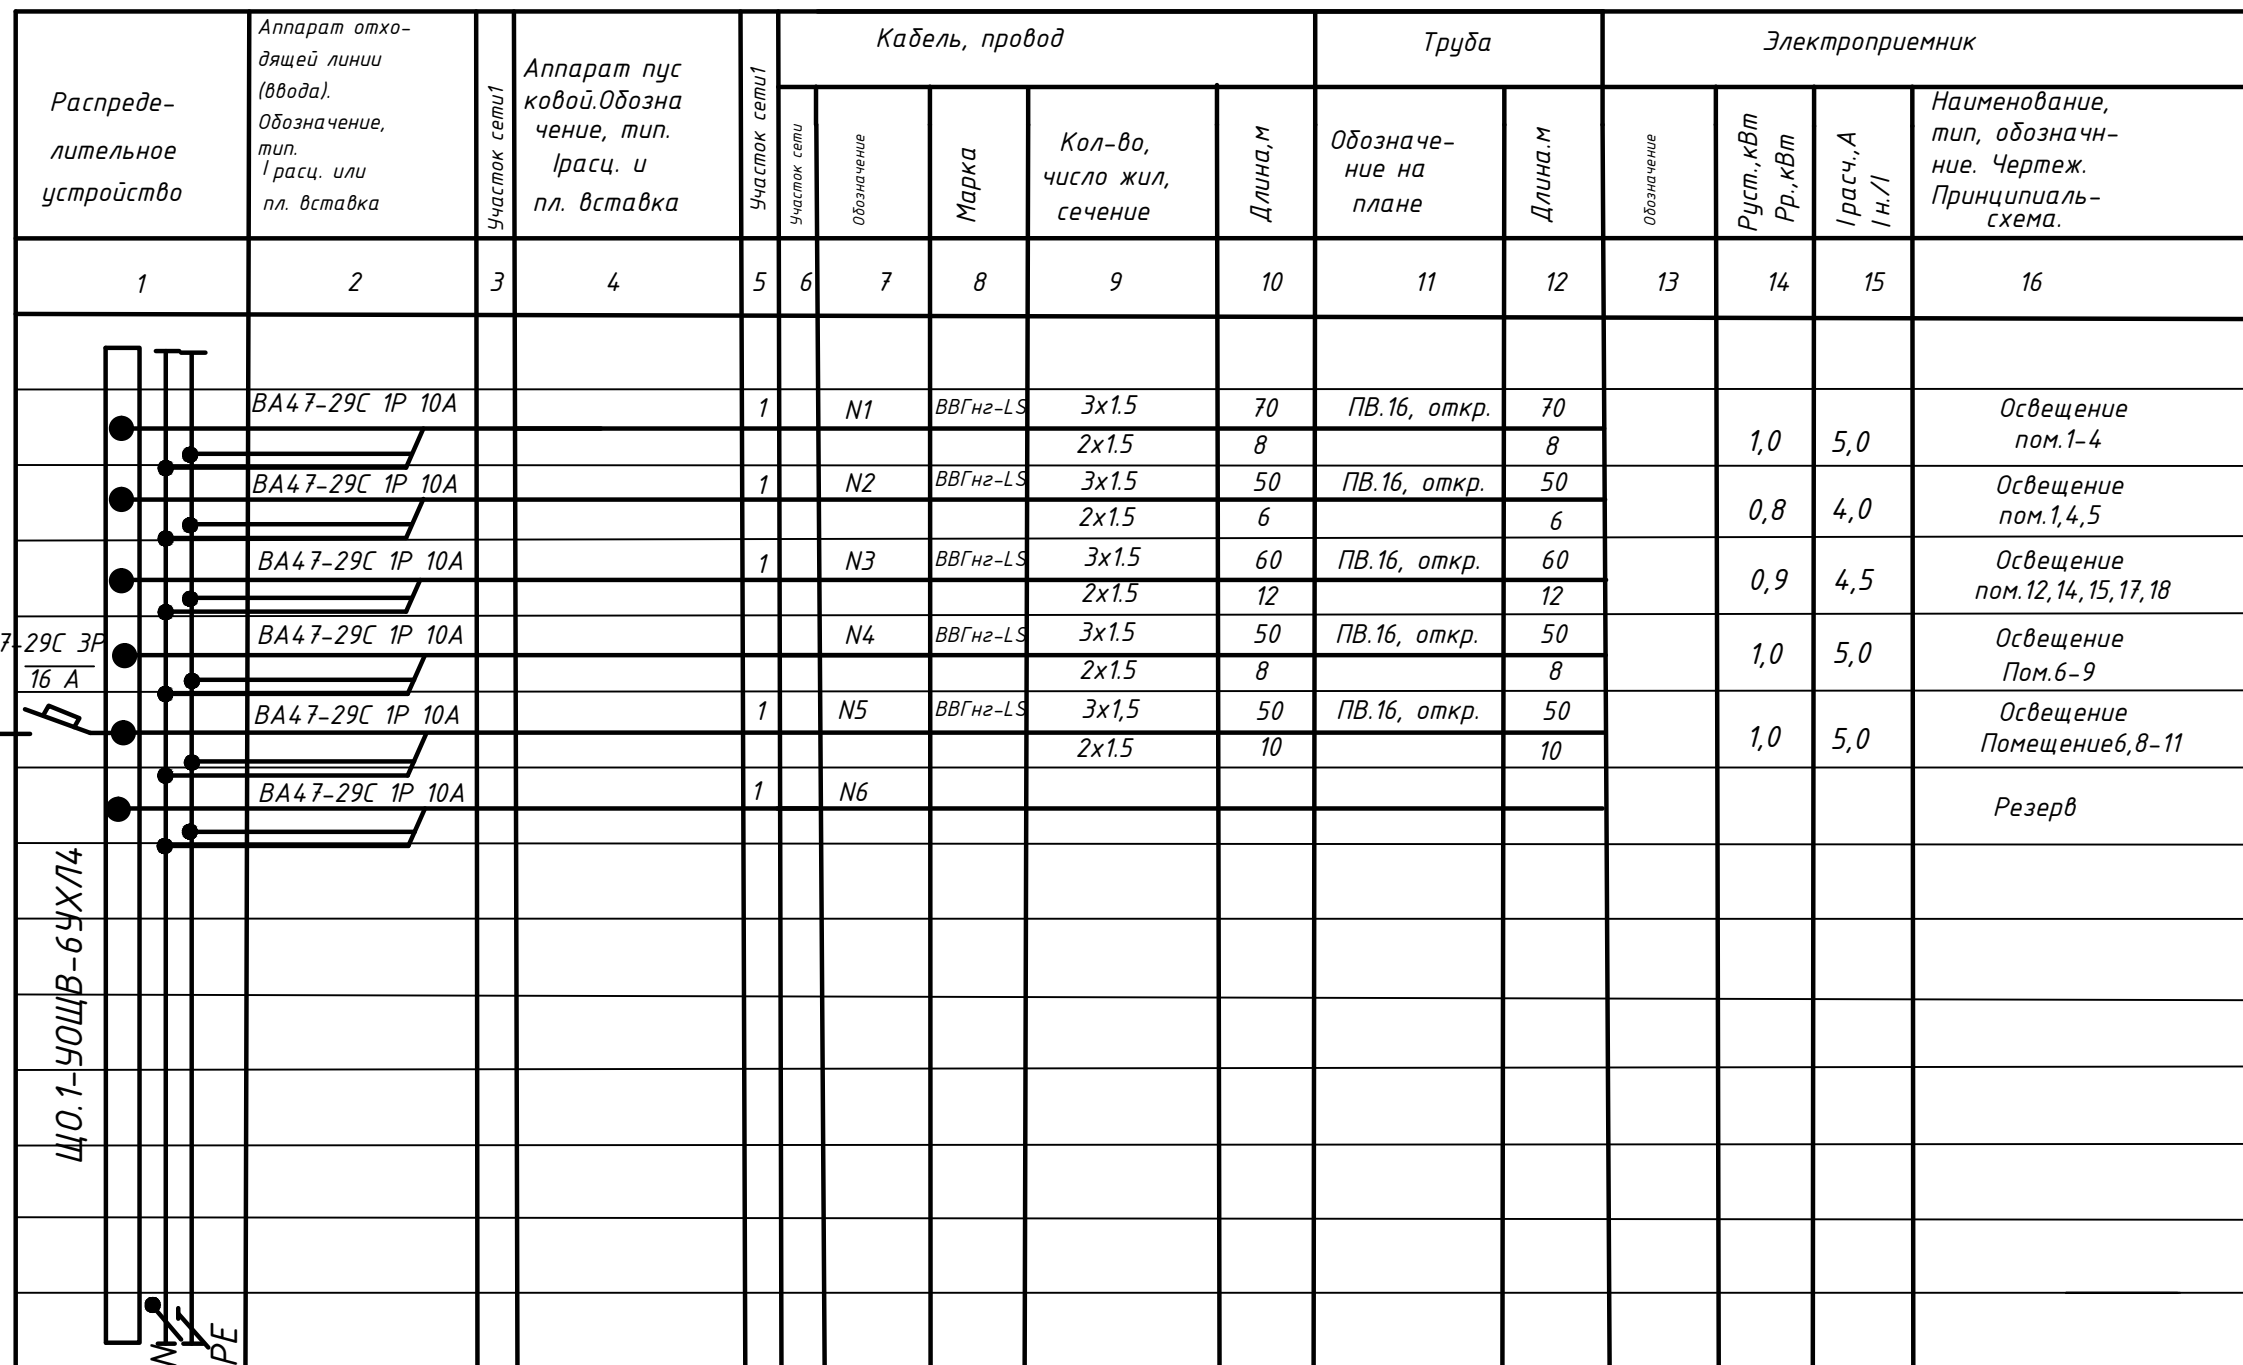 Распреде-
лительное
устройство
Аппарат отхо-
дящей линии
(ввода).
Обозначение,
тип.
I расц. или
пл. вставка
Участок сети1
Аппарат пус
ковой.Обозна
чение, тип.
Iрасц. и
пл. вставка
Участок сети1
Кабель, провод
Участок сети
Обозначение
Марка
Кол-во,
число жил,
сечение
Длина,м
Труба
Обозначе-
ние на
плане
Длина.м
Электроприемник
Обозначение
Руст.,кВт
Рр.,кВт
I расч.,А
I н./I
Наименование,
тип, обозначн-
ние. Чертеж.
Принципиаль-
схема.
1 2 3 4 5 6 7 8 9 10 11 12 13 14 15 16
ВА47-29С 1Р 10А 1 N1 ВВГнг-LS 3х1.5 70 ПВ.16, откр. 70
2х1.5 8 8
1,0 5,0
Освещение
пом.1-4
ВА47-29С 1Р 10А 1 N2 ВВГнг-LS 3х1.5 50 ПВ.16, откр. 50
2х1.5 6 6
0,8 4,0
Освещение
пом.1,4,5
ВА47-29С 1Р 10А 1 N3 ВВГнг-LS 3х1.5 60 ПВ.16, откр. 60
2х1.5 12 12
0,9 4,5
Освещение
пом.12,14,15,17,18
7-29С 3Р
16 А
ВА47-29С 1Р 10А N4 ВВГнг-LS 3х1.5 50 ПВ.16, откр. 50
2х1.5 8 8
1,0 5,0
Освещение
Пом.6-9
ВА47-29С 1Р 10А 1 N5 ВВГнг-LS 3х1,5 50 ПВ.16, откр. 50
2х1.5 10 10
1,0 5,0
Освещение
Помещение6,8-11
ВА47-29С 1Р 10А 1 N6
Резерв
ЩО.1-УОЩВ-6УХЛ4
N
PE